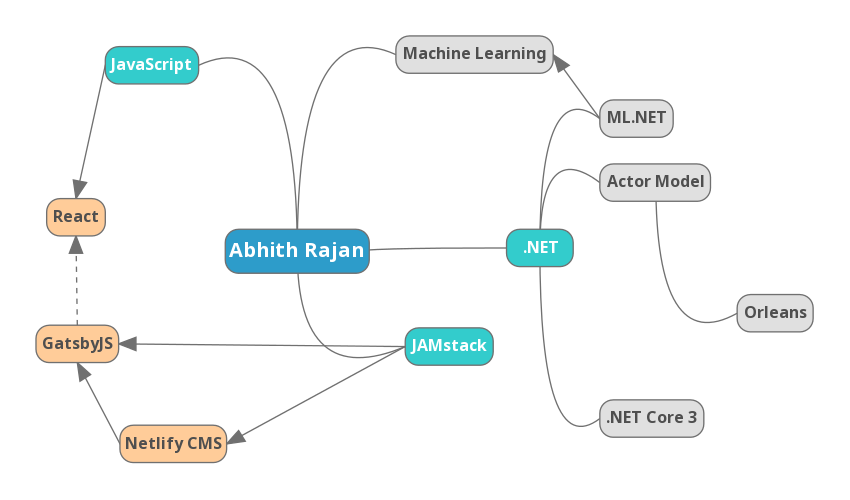 Machine Learning
JavaScript
ML.NET
Actor Model
React
Abhith Rajan
.NET
Orleans
GatsbyJS
JAMstack
.NET Core 3
Netlify CMS